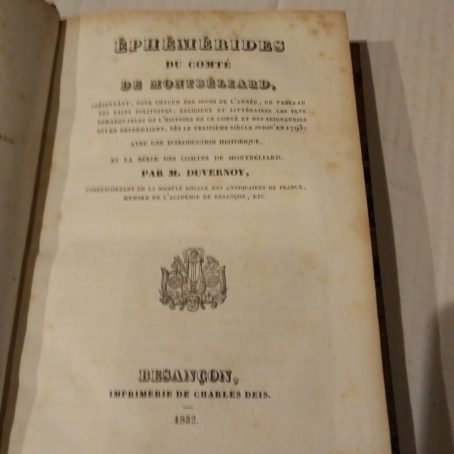 ÉPHÉMÉRIDES
DU COMTÉ
DE MONTBÉLIARD,
PRÉSENTANT, POUR CHACUN DES JOURS DE L'ANNÉE, UN TABLEAU
DES FAITS POLITIQUES, RELIGIEUX ET LITTÉRAIRES LES PLUS
REMARQUABLES DE L'HISTOIRE DE CE COMTÉ ET DES SEIGNEURIES
QUI EN DÉPENDAIENT, DÈS LE TREIZIÈME SIÈCLE JUSQU'EN 1793;
AVEC UNE INTRODUCTION HISTORIQUE,
ET LA SÉRIE DES COMTES DE MONTBÉLIARD.
PAR M. DUVERNOY,
CORRESPONDANT DE LA SOCIÉTÉ ROYALE DES ANTIQUAIRES DE FRANCE,
MEMBRE DE L'ACADÉMIE DE BESANÇON, ETC.
BESANÇON,
IMPRIMERIE DE CHARLES DEIS.
1832